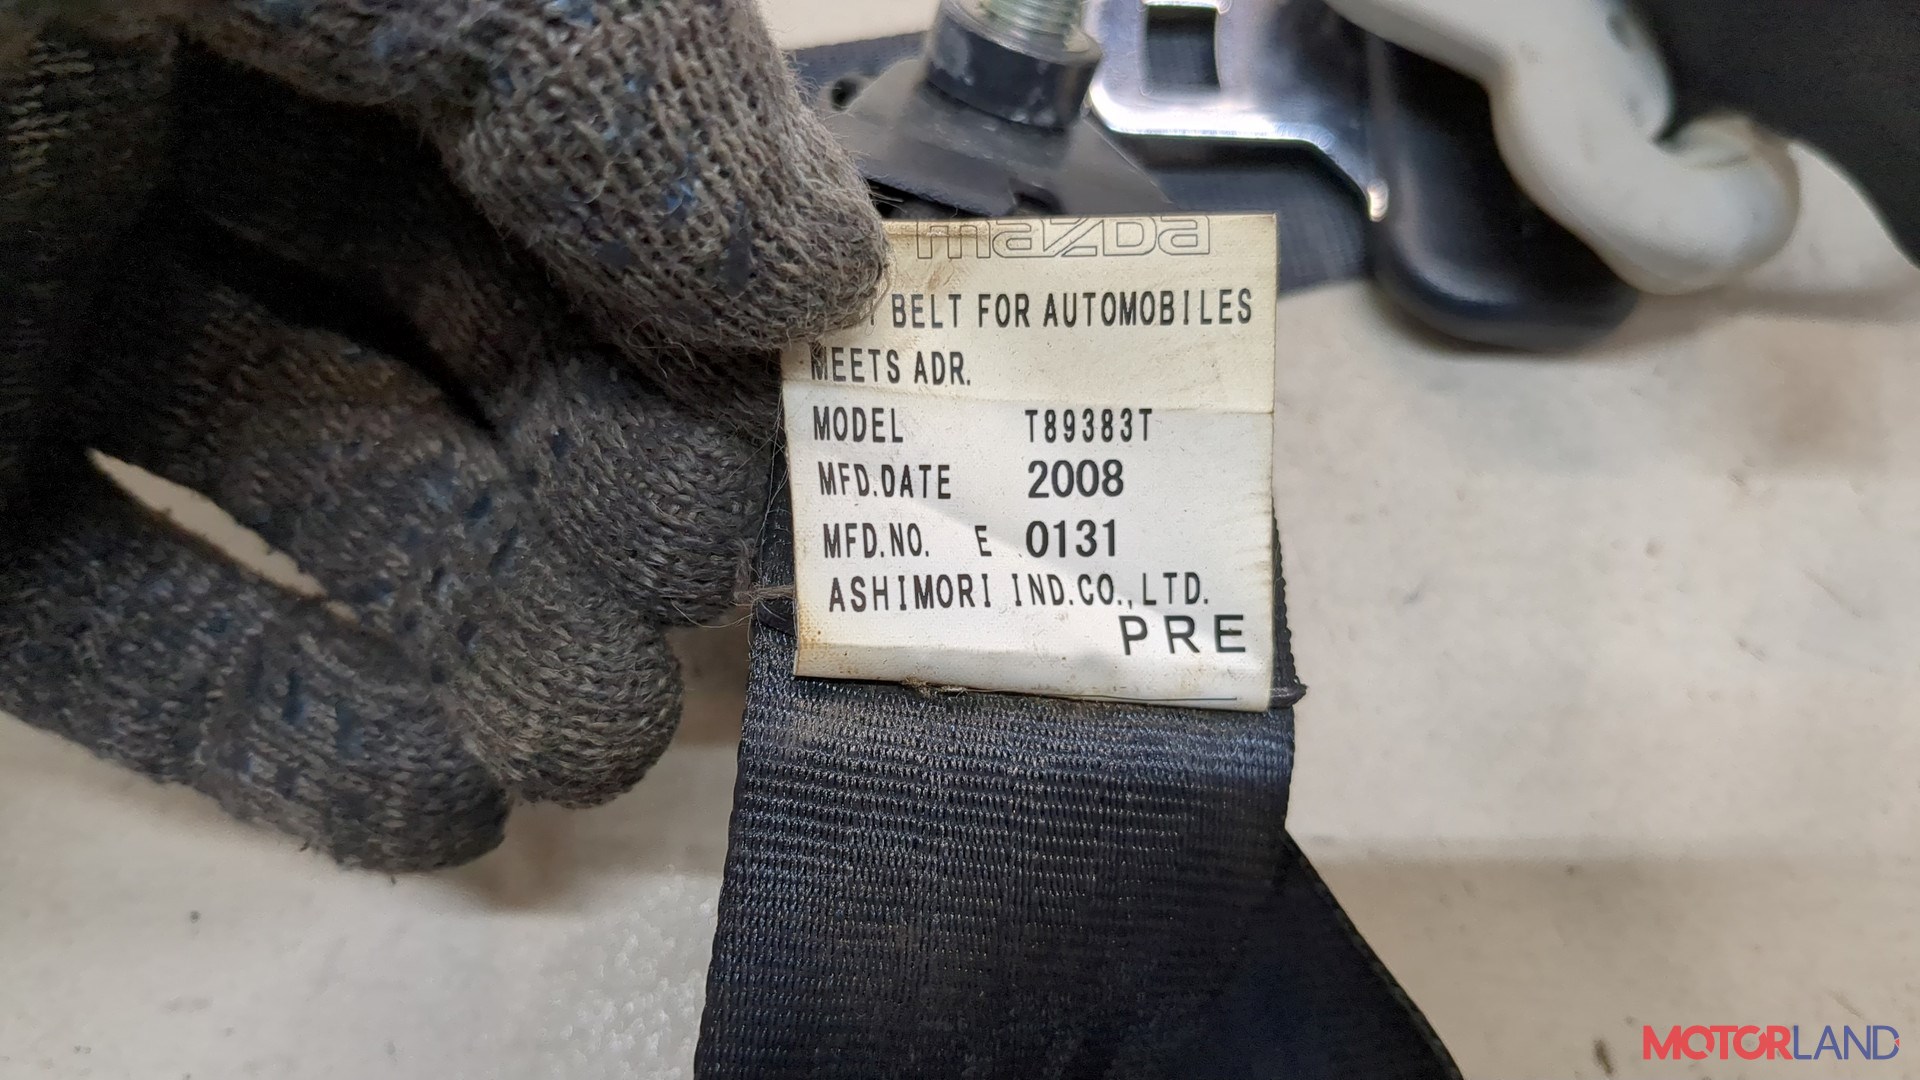 mazda
BELT FOR AUTOMOBILES
MEETS ADR.
MODEL T89383T
MFD.DATE 2008
MFD.NO. E 0131
ASHIMORI IND.CO.,LTD.
PRE
MOTORLAND